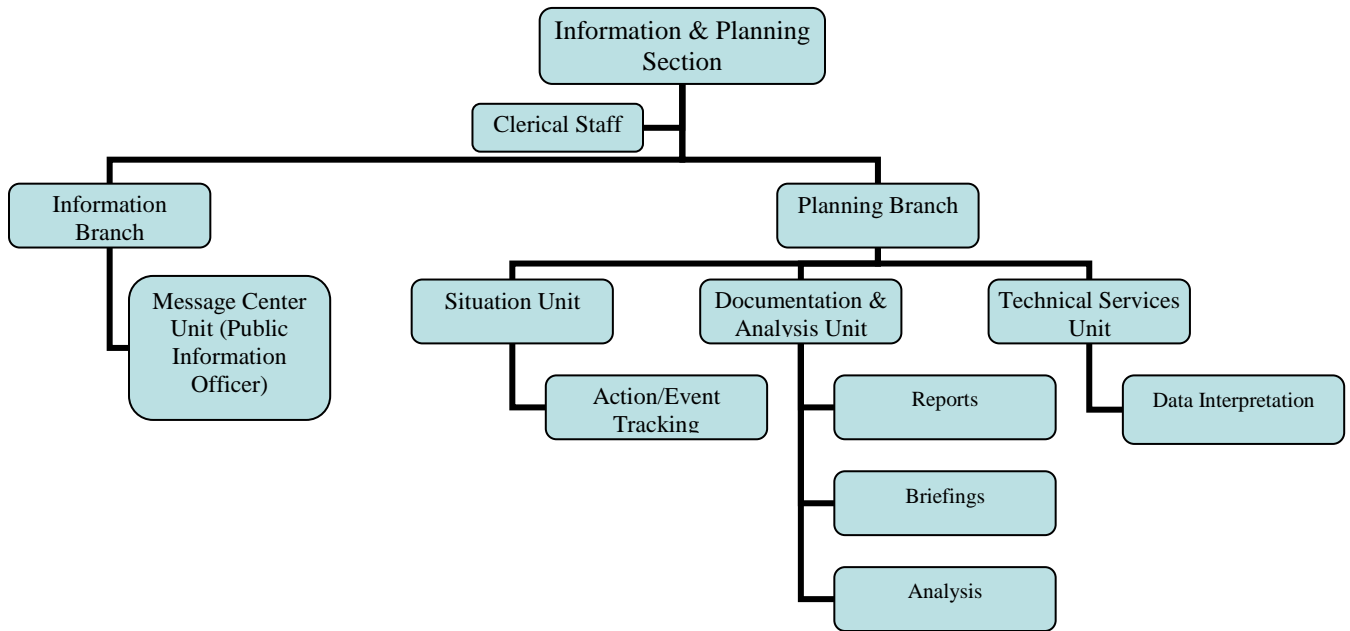 Information & Planning
Section
Clerical Staff
Information
Branch
Planning Branch
Message Center
Unit (Public
Information
Officer)
Situation Unit
Documentation &
Analysis Unit
Technical Services
Unit
Action/Event
Tracking
Reports
Data Interpretation
Briefings
Analysis